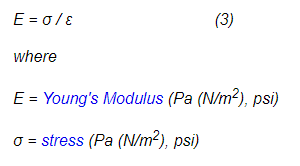 E = σ / ε (3)
where
E = Young's Modulus (Pa (N/m²), psi)
σ = stress (Pa (N/m²), psi)